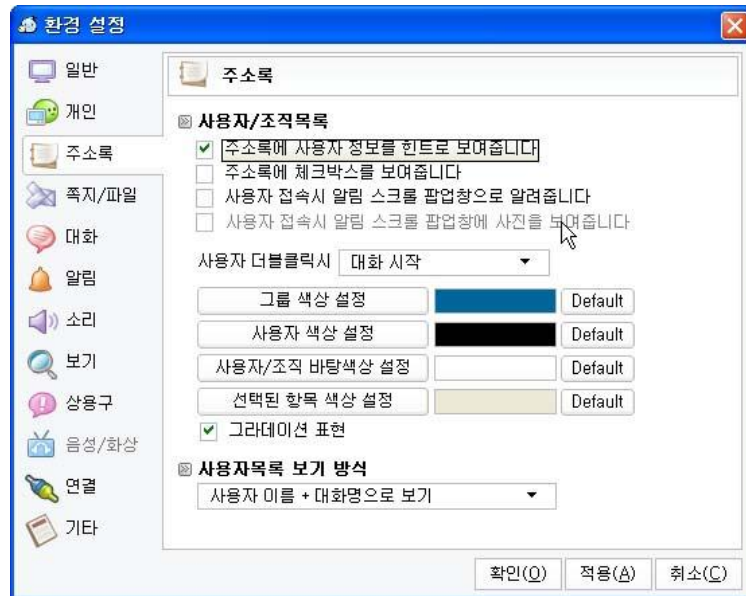 환경 설정
일반
개인
주소록
쪽지/파일
대화
알림
소리
보기
상용구
음성/화상
연결
기타
주소록
사용자/조직목록
주소록에 사용자 정보를 힌트로 보여줍니다
주소록에 체크박스를 보여줍니다
사용자 접속시 알림 스크롤 팝업창으로 알려줍니다
사용자 접속시 알림 스크롤 팝업창에 사진을 보여줍니다
사용자 더블클릭시 대화 시작
그룹 색상 설정 Default
사용자 색상 설정 Default
사용자/조직 바탕색상 설정 Default
선택된 항목 색상 설정 Default
그라데이션 표현
사용자목록 보기 방식
사용자 이름 + 대화명으로 보기
확인(O) 적용(A) 취소(C)